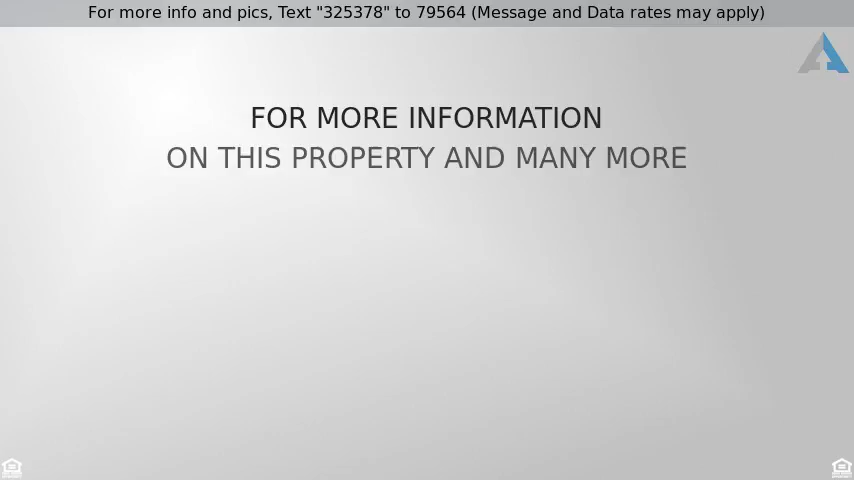 For more info and pics, Text "325378" to 79564 (Message and Data rates may apply)
FOR MORE INFORMATION
ON THIS PROPERTY AND MANY MORE